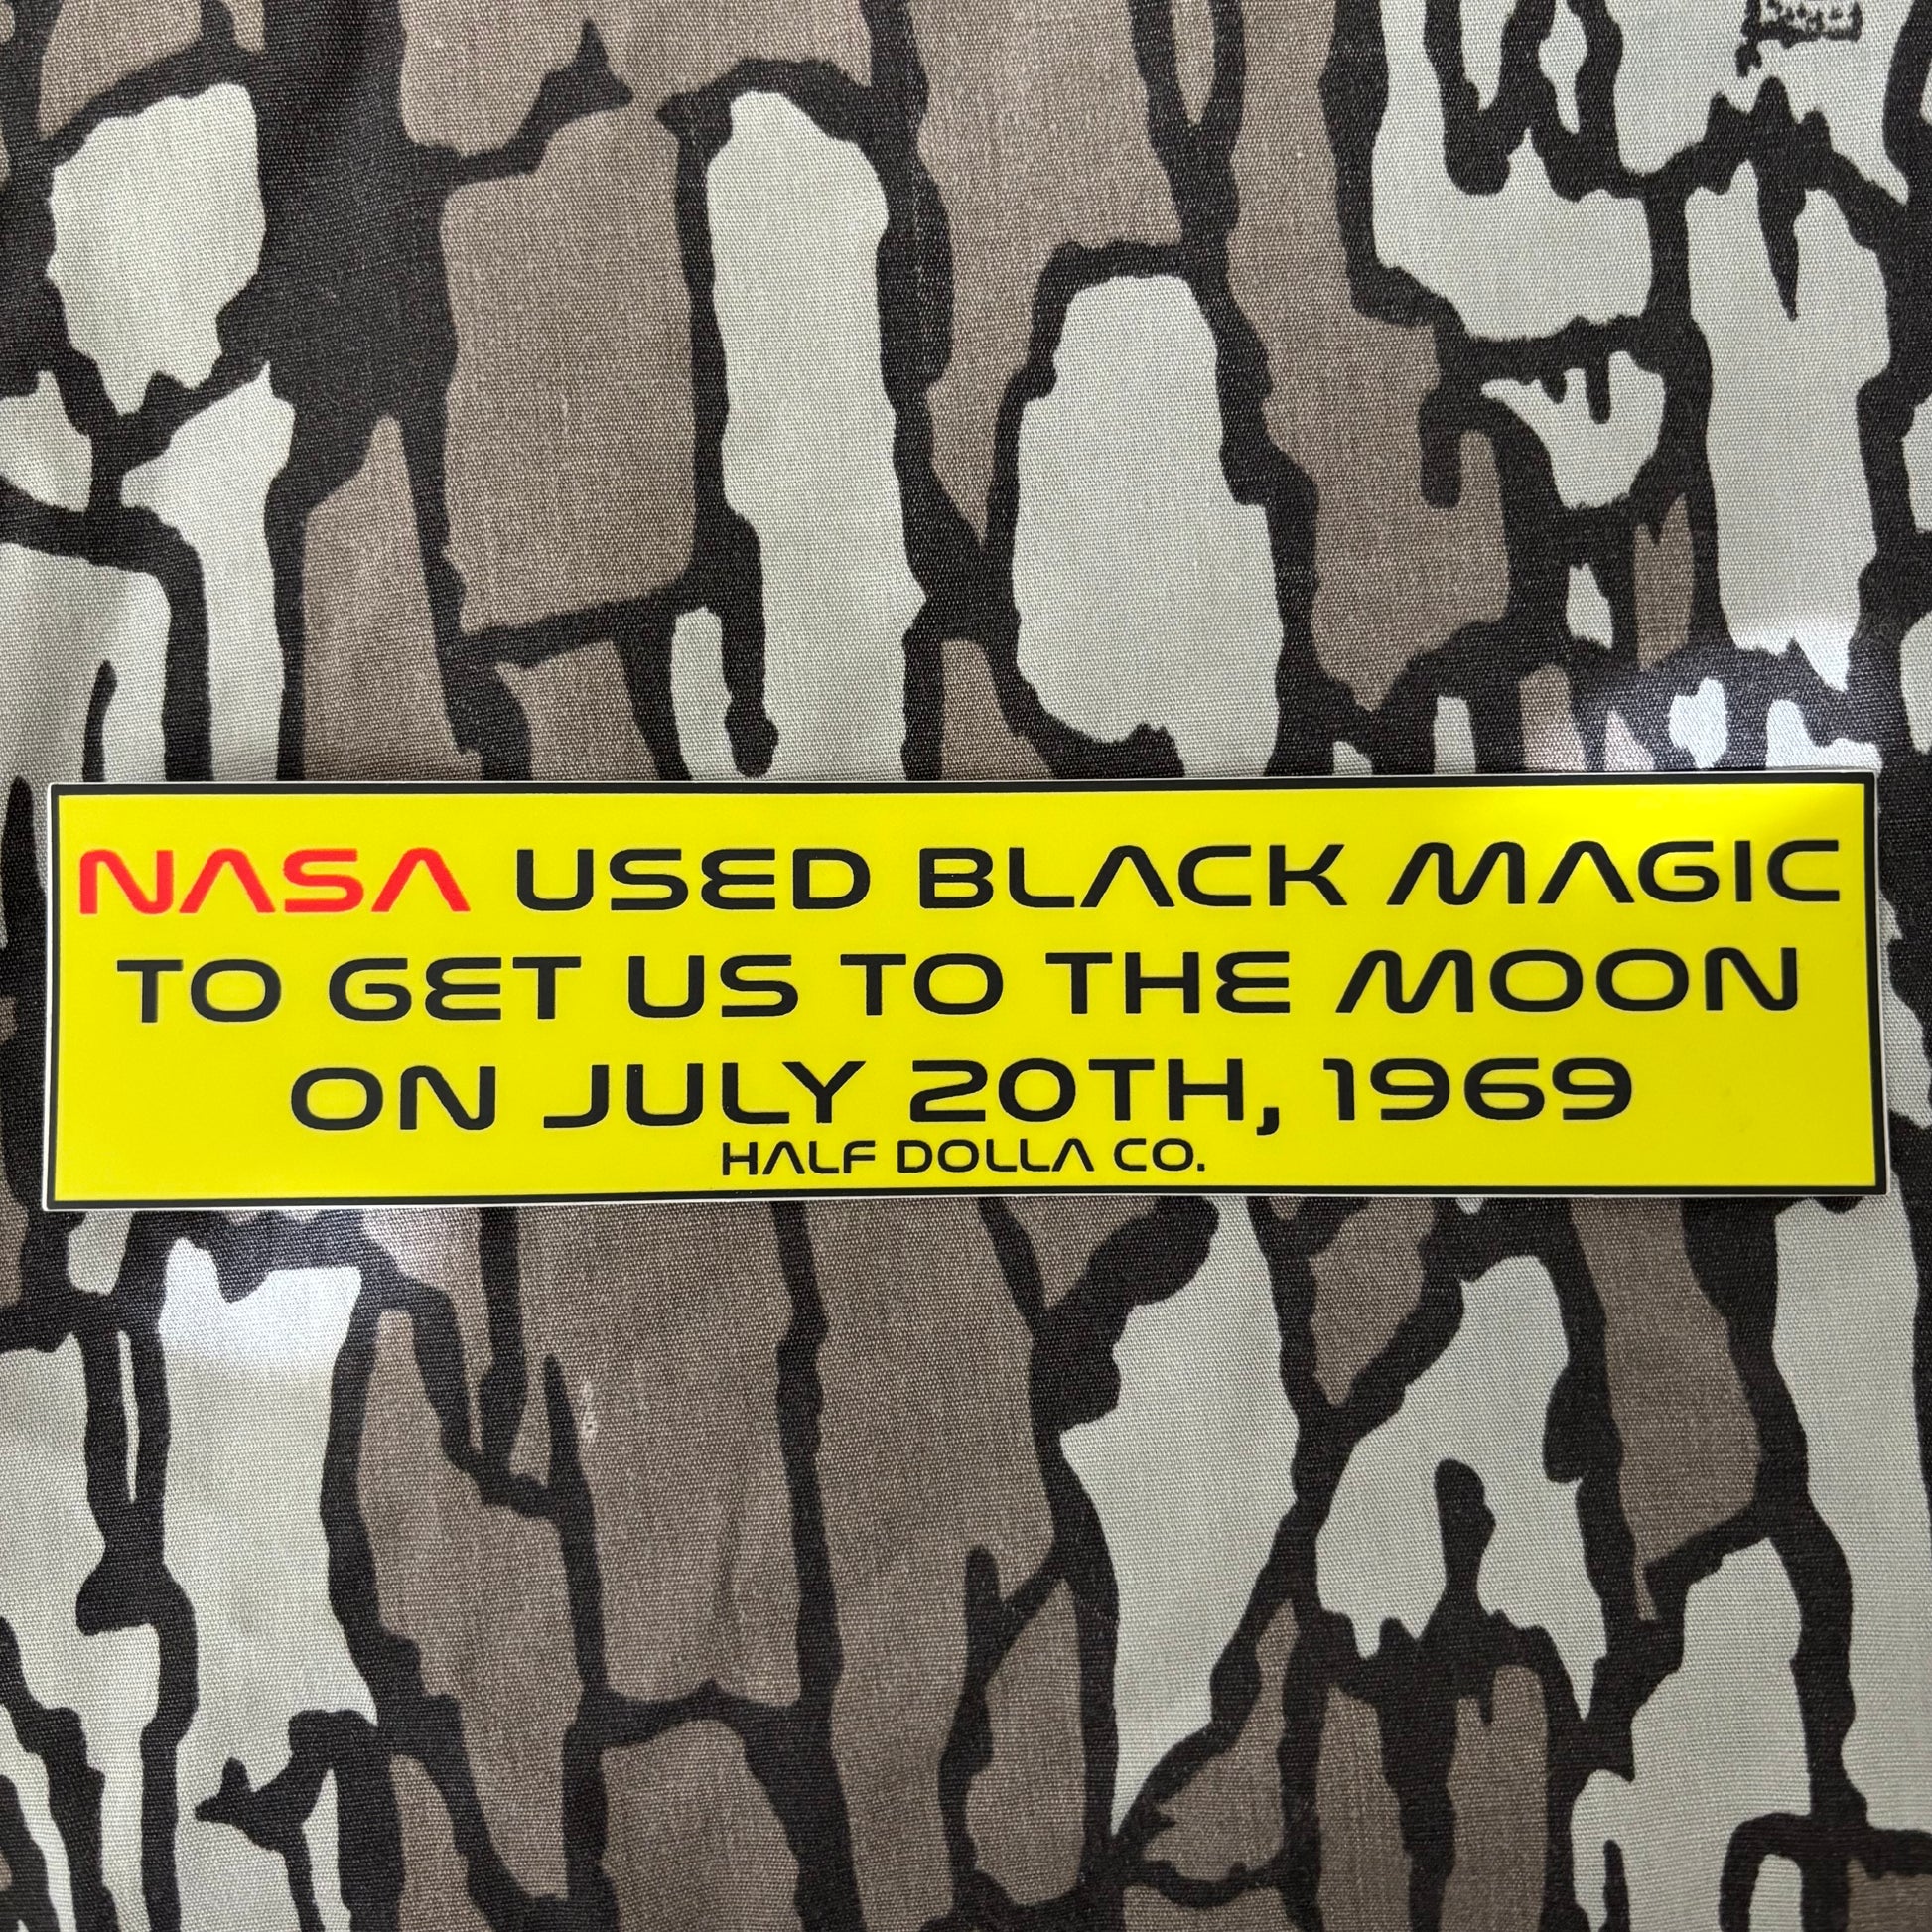 NASA USED BLACK MAGIC
TO GET US TO THE MOON
ON JULY 20TH, 1969
HALF DOLLA CO.